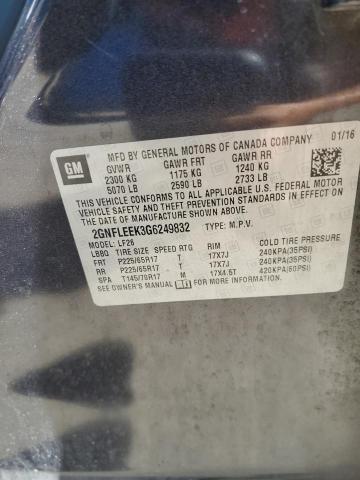 GM
MFD BY GENERAL MOTORS OF CANADA COMPANY 01/16
GVWR GAWR FRT GAWR RR
2300 KG 1175 KG 1240 KG
5070 LB 2590 LB 2733 LB
THIS VEHICLE CONFORMS TO ALL APPLICABLE U.S. FEDERAL MOTOR
VEHICLE SAFETY AND THEFT PREVENTION STANDARDS IN EFFECT ON
THE DATE OF MANUFACTURE SHOWN ABOVE.
2GNFLEEK3G6249832 TYPE: M.P.V.
MODEL: LF26
LBBQ TIRE SIZE SPEED RTG RIM COLD TIRE PRESSURE
FRT P225/65R17 T 17X7J 240KPA(35PSI)
RR P225/65R17 T 17X7J 240KPA(35PSI)
SPA T145/70R17 M 17X4.5T 420KPA(60PSI)
SEE OWNER'S MANUAL FOR ADDITIONAL INFORMATION